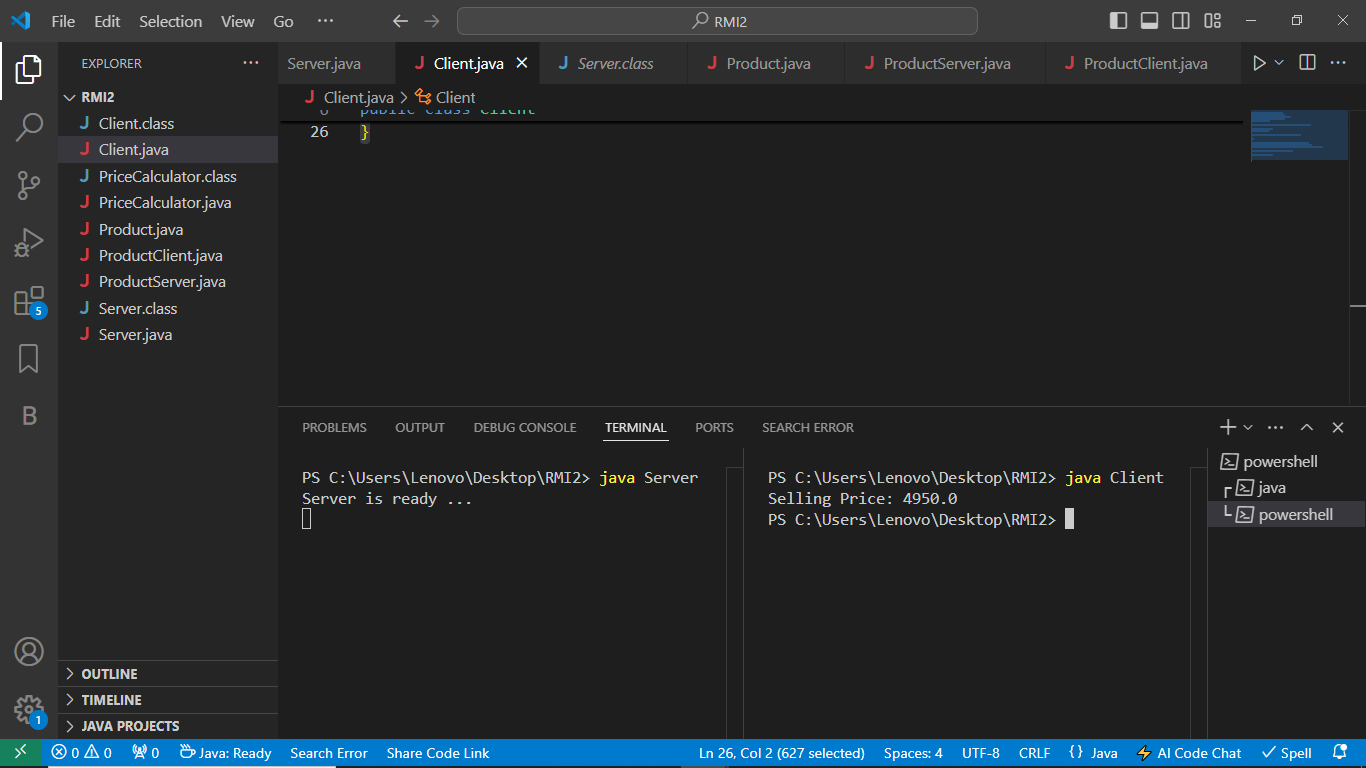 File Edit Selection View Go ··· RMI2
EXPLORER ···
RMI2
Client.class
Client.java
PriceCalculator.class
PriceCalculator.java
Product.java
ProductClient.java
ProductServer.java
Server.class
Server.java
OUTLINE
TIMELINE
JAVA PROJECTS
5
B
1
Server.java Client.java Server.class Product.java ProductServer.java ProductClient.java
Client.java > Client
6 public class Client
26 }
PROBLEMS OUTPUT DEBUG CONSOLE TERMINAL PORTS SEARCH ERROR
PS C:\Users\Lenovo\Desktop\RMI2> java Server
Server is ready ...
PS C:\Users\Lenovo\Desktop\RMI2> java Client
Selling Price: 4950.0
PS C:\Users\Lenovo\Desktop\RMI2>
powershell
java
powershell
0 0 0 Java: Ready Search Error Share Code Link Ln 26, Col 2 (627 selected) Spaces: 4 UTF-8 CRLF {} Java AI Code Chat Spell